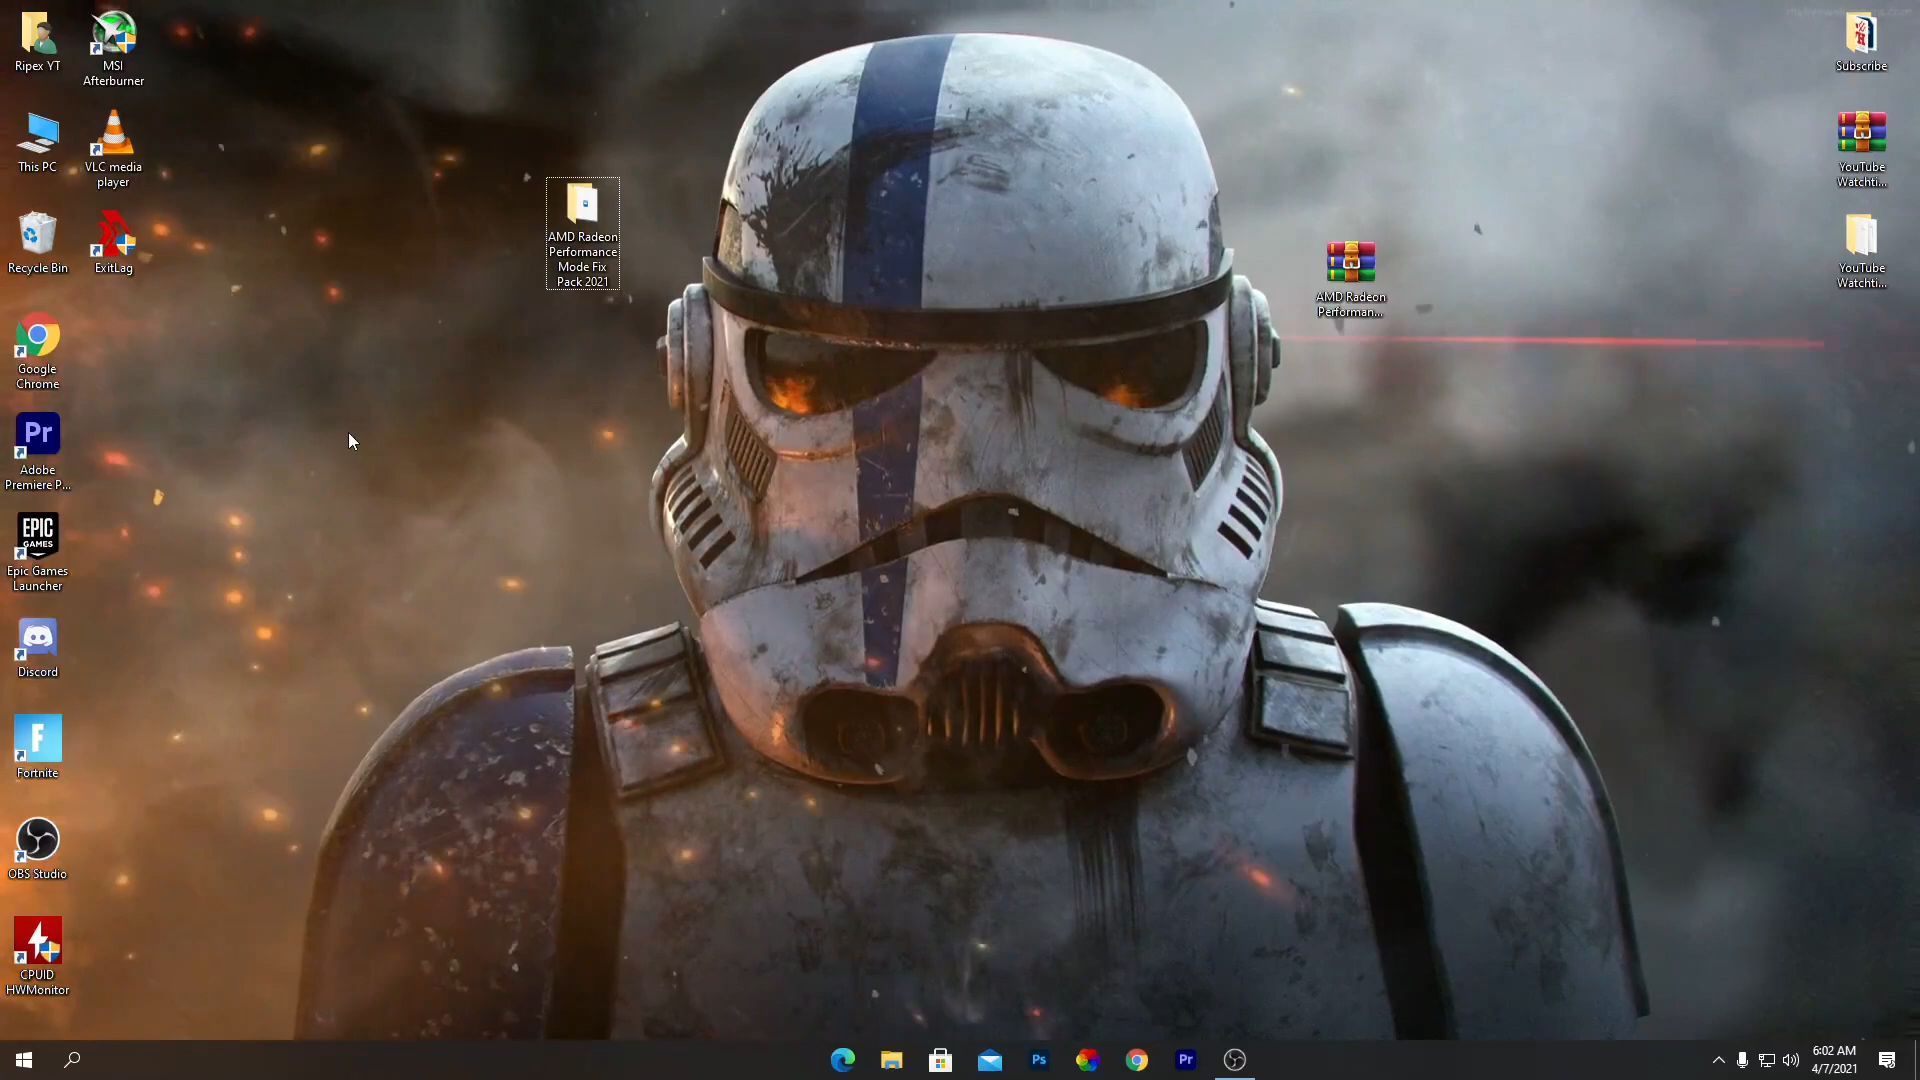 Ripex YT
MSI
Afterburner
This PC
VLC media
player
Recycle Bin
ExitLag
Google
Chrome
Pr
Adobe
Premiere P...
EPIC
GAMES
Epic Games
Launcher
Discord
F
Fortnite
OBS Studio
CPUID
HWMonitor
AMD Radeon
Performance
Mode Fix
Pack 2021
AMD Radeon
Performan...
Subscribe
YouTube
Watchti...
YouTube
Watchti...
Ps
Pr
6:02 AM
4/7/2021